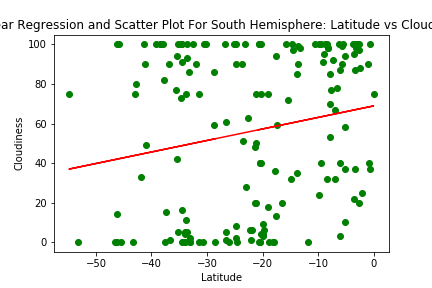 ear Regression and Scatter Plot For South Hemisphere: Latitude vs Cloud
100
80
60
40
20
0
Cloudiness
−50 −40 −30 −20 −10 0
Latitude